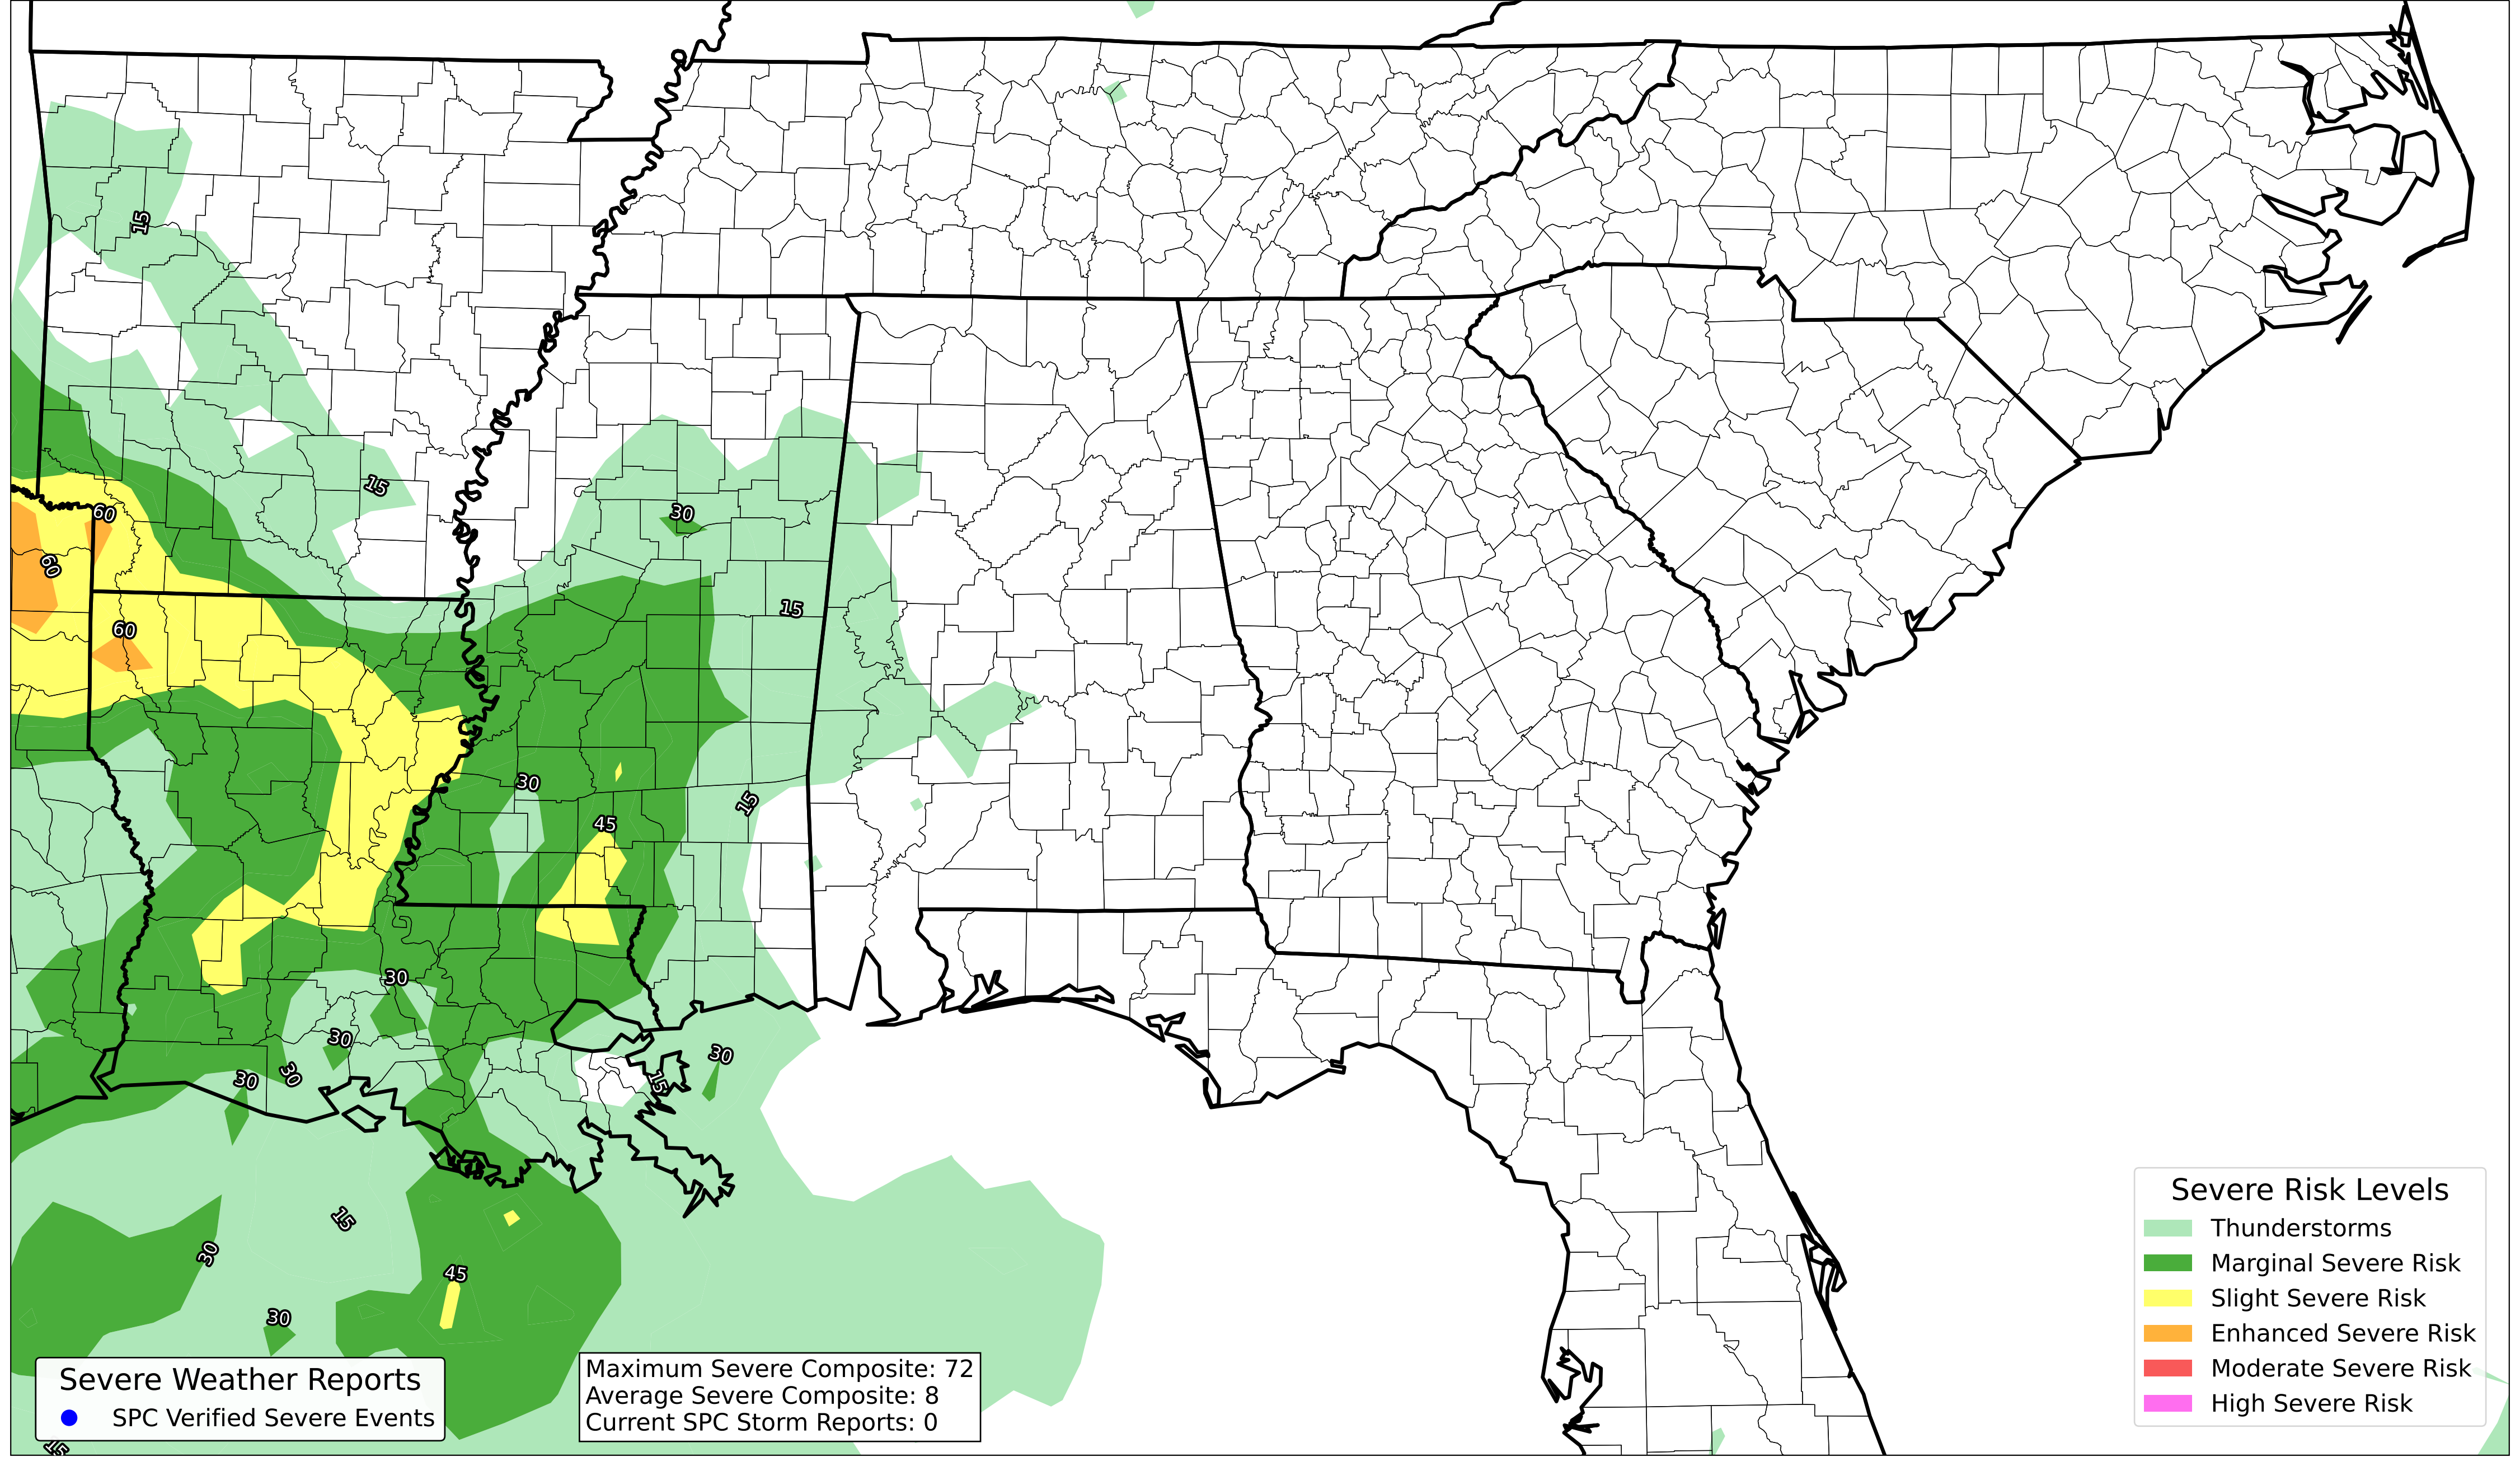 15
15
30
60
60
15
60
30
15
45
30
30
30
15
30
30
15
30
45
30
15
Severe Weather Reports
SPC Verified Severe Events
Maximum Severe Composite: 72
Average Severe Composite: 8
Current SPC Storm Reports: 0
Severe Risk Levels
Thunderstorms
Marginal Severe Risk
Slight Severe Risk
Enhanced Severe Risk
Moderate Severe Risk
High Severe Risk